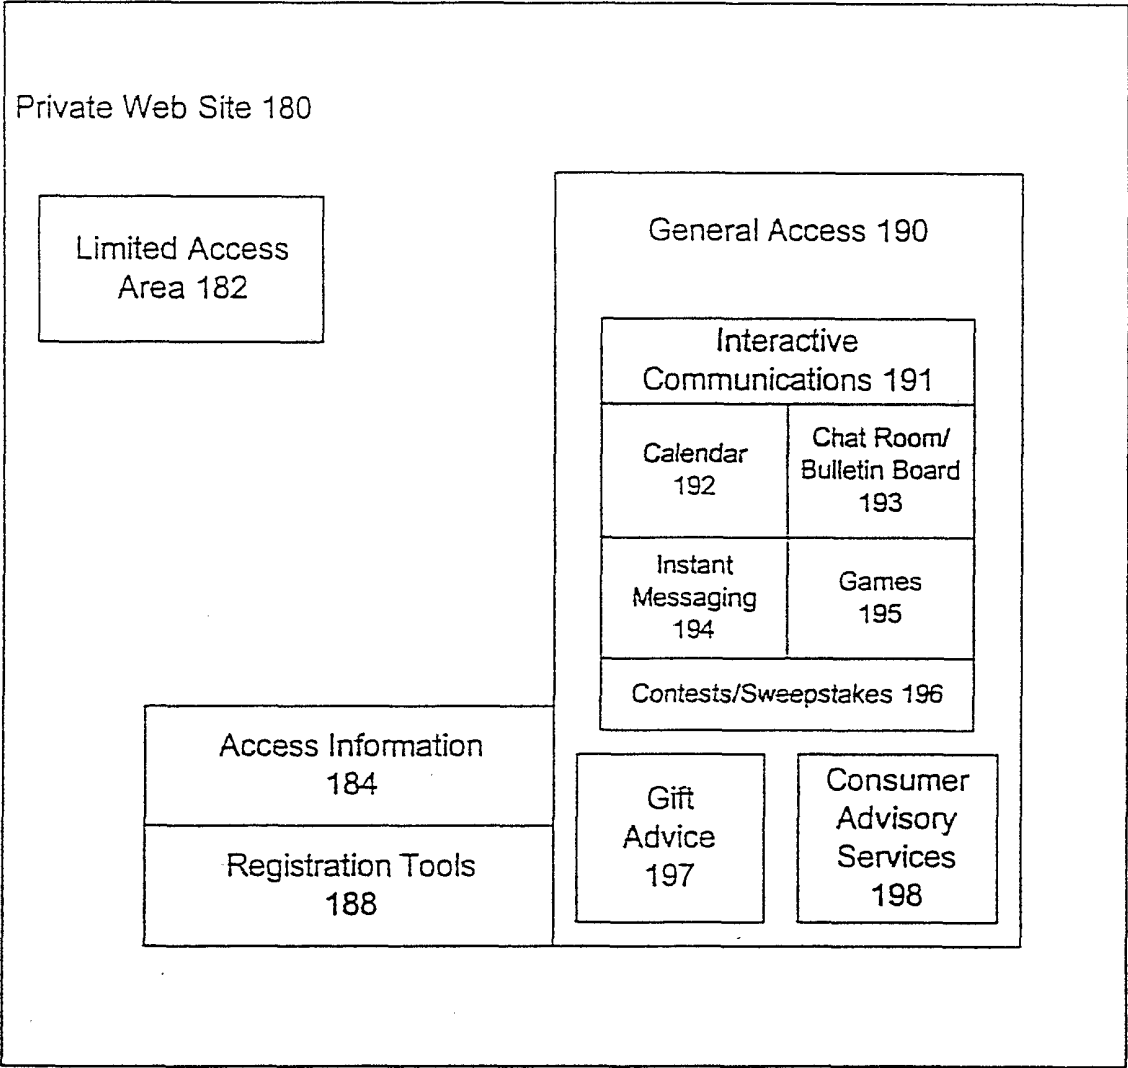 Private Web Site 180
Limited Access
Area 182
General Access 190
Interactive
Communications 191
Calendar
192
Chat Room/
Bulletin Board
193
Instant
Messaging
194
Games
195
Contests/Sweepstakes 196
Access Information
184
Registration Tools
188
Gift
Advice
197
Consumer
Advisory
Services
198